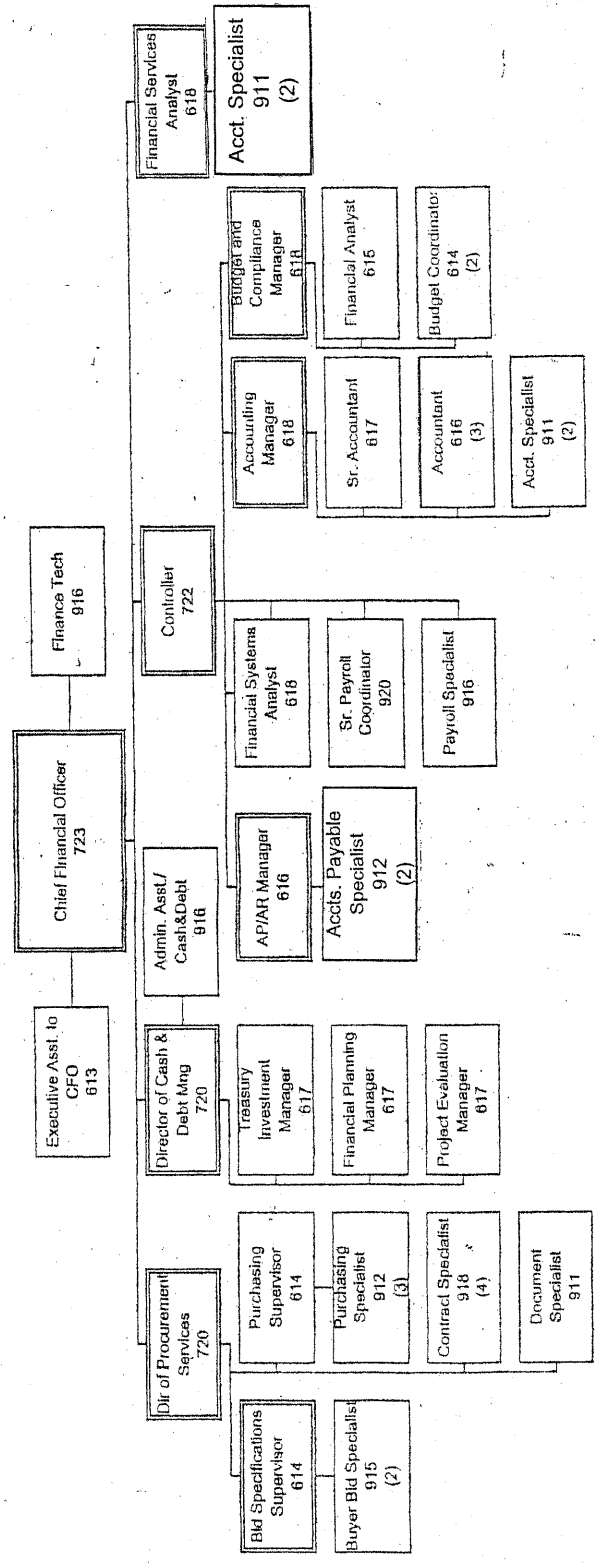 Chief Financial Officer
723
Executive Asst. to
CFO
613
Finance Tech
916
Dir of Procurement
Services
720
Director of Cash &
Debt Mng
720
Admin. Asst./
Cash&Debt
916
Controller
722
Financial Services
Analyst
618
Acct. Specialist
911
(2)
Bid Specifications
Supervisor
614
Buyer Bid Specialist
915
(2)
Purchasing
Supervisor
614
Purchasing
Specialist
912
(3)
Contract Specialist
918
(4)
Document
Specialist
911
Treasury
Investment
Manager
617
Financial Planning
Manager
617
Project Evaluation
Manager
617
AP/AR Manager
616
Accts. Payable
Specialist
912
(2)
Financial Systems
Analyst
618
Sr. Payroll
Coordinator
920
Payroll Specialist
916
Accounting
Manager
618
Sr. Accountant
617
Accountant
616
(3)
Acct. Specialist
911
(2)
Budget and
Compliance
Manager
618
Financial Analyst
615
Budget Coordinator
614
(2)